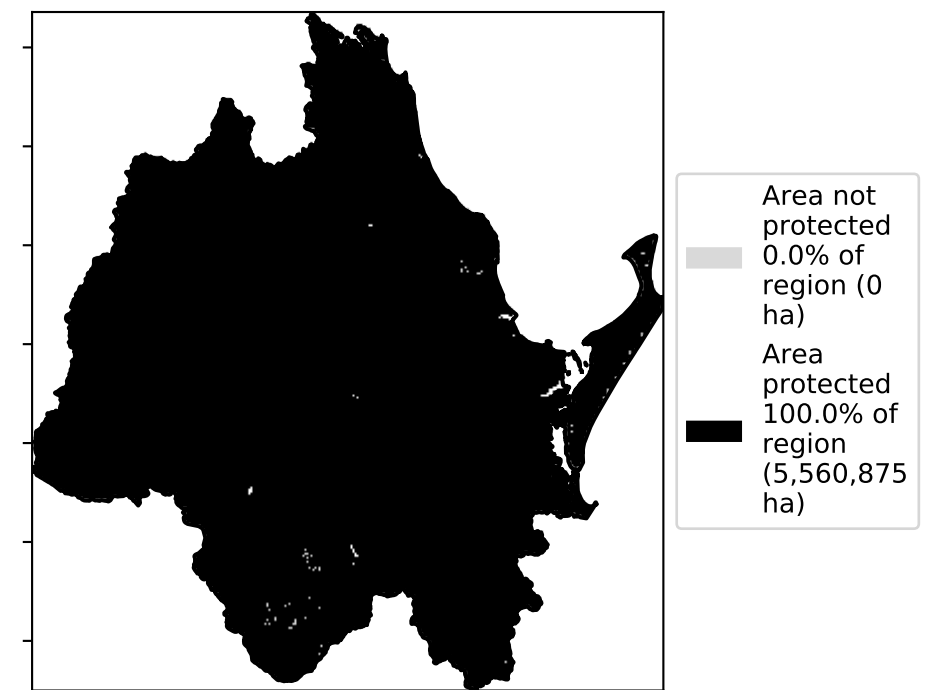 Area not
protected
0.0% of
region (0
ha)
Area
protected
100.0% of
region
(5,560,875
ha)